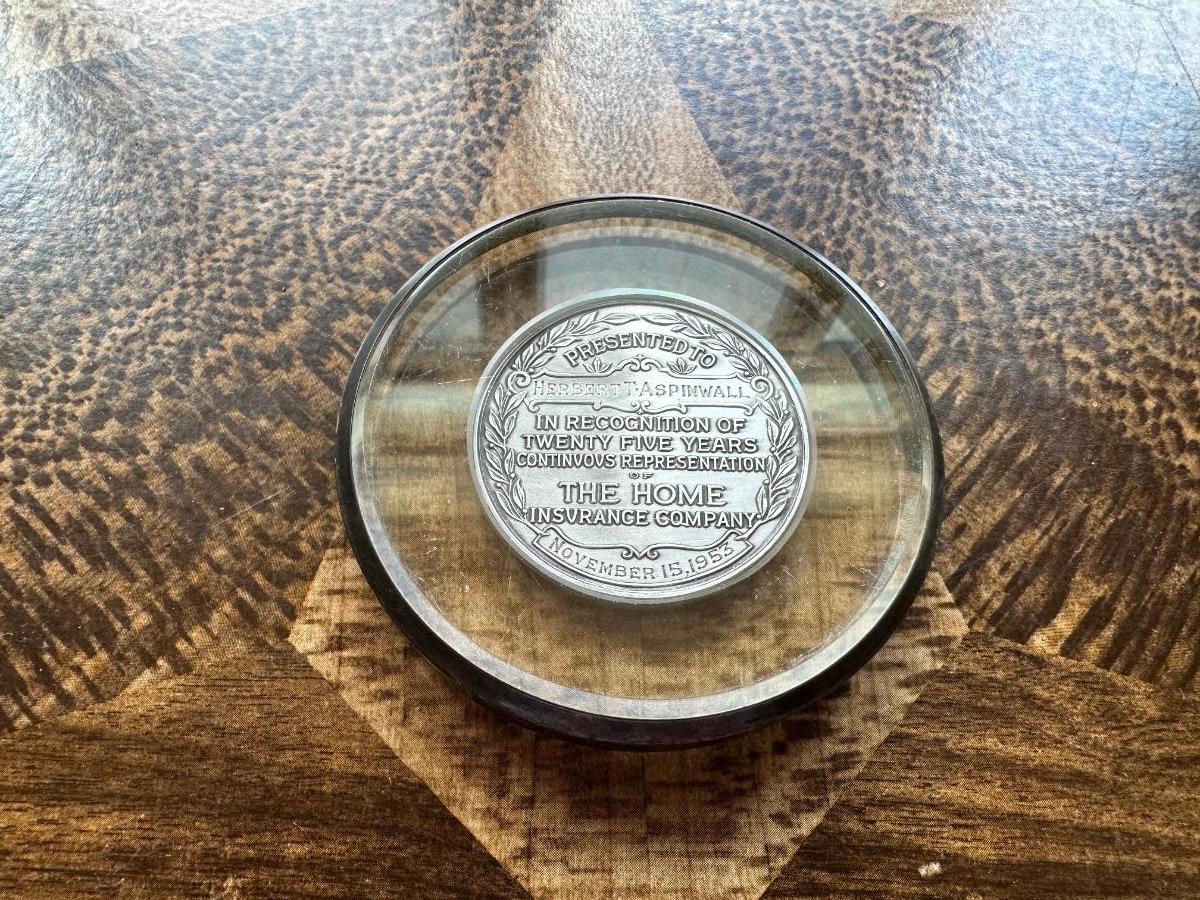 PRESENTED TO
HERBERT T. ASPINWALL
IN RECOGNITION OF
TWENTY FIVE YEARS
CONTINVOVS REPRESENTATION
OF
THE HOME
INSVRANCE COMPANY
NOVEMBER 15, 1953